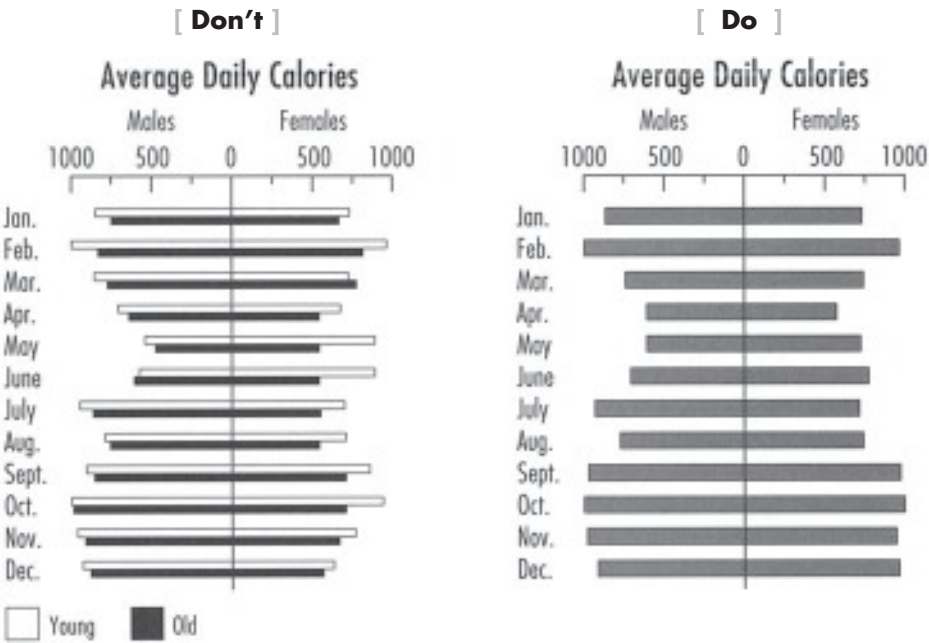 [ Don't ]
Average Daily Calories
Males Females
1000 500 0 500 1000
Jan.
Feb.
Mar.
Apr.
May
June
July
Aug.
Sept.
Oct.
Nov.
Dec.
Young Old
[ Do ]
Average Daily Calories
Males Females
1000 500 0 500 1000
Jan.
Feb.
Mar.
Apr.
May
June
July
Aug.
Sept.
Oct.
Nov.
Dec.